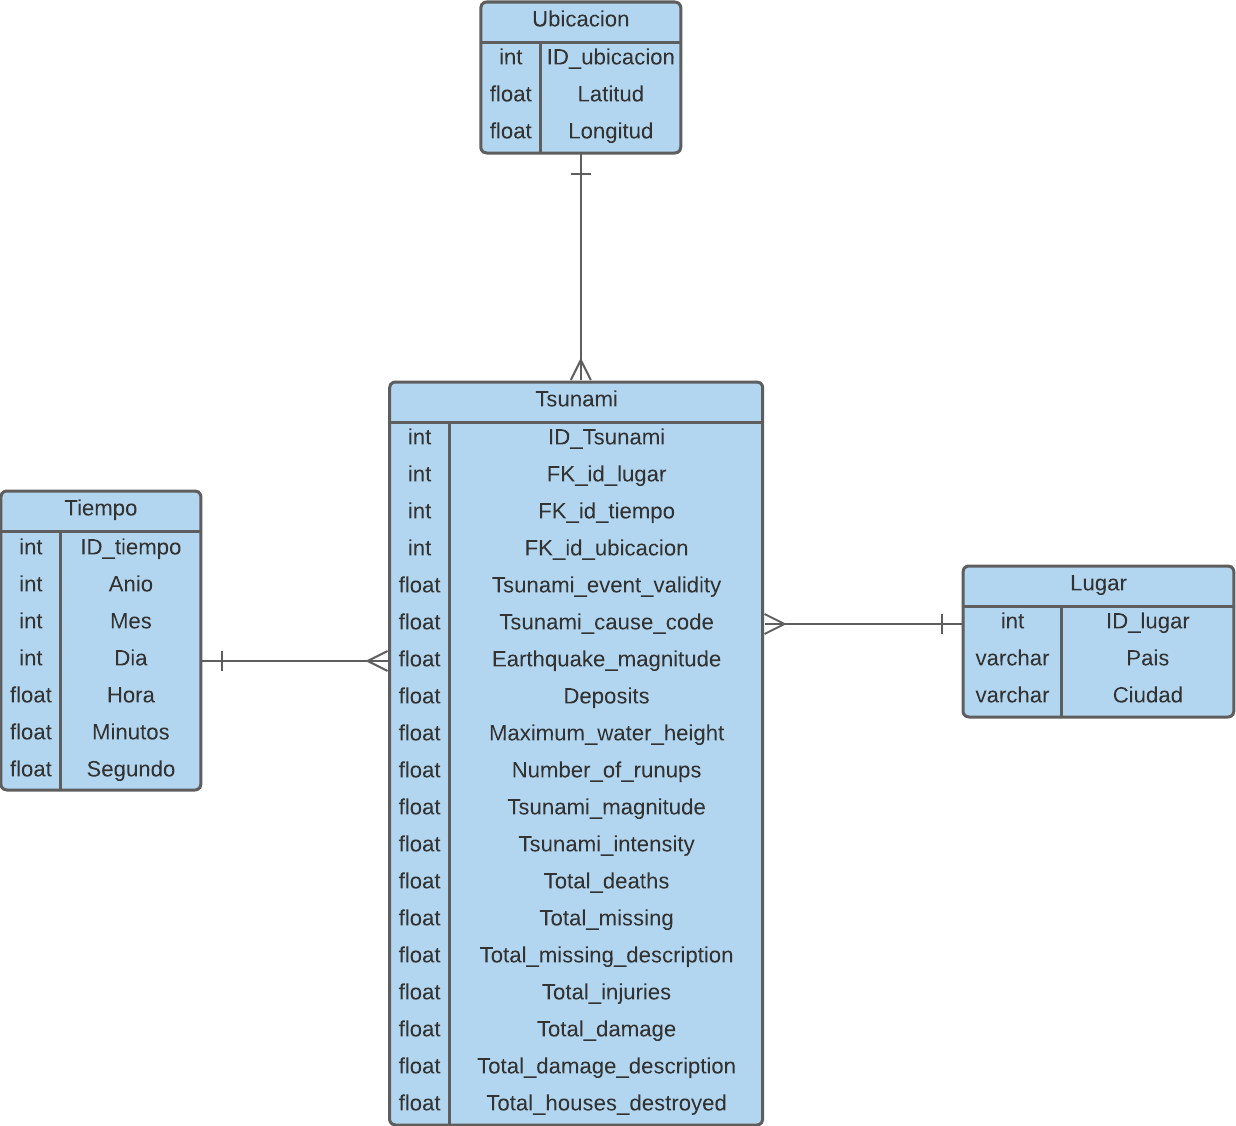 Ubicacion
int ID_ubicacion
float Latitud
float Longitud
Tsunami
int ID_Tsunami
int FK_id_lugar
int FK_id_tiempo
int FK_id_ubicacion
float Tsunami_event_validity
float Tsunami_cause_code
float Earthquake_magnitude
float Deposits
float Maximum_water_height
float Number_of_runups
float Tsunami_magnitude
float Tsunami_intensity
float Total_deaths
float Total_missing
float Total_missing_description
float Total_injuries
float Total_damage
float Total_damage_description
float Total_houses_destroyed
Tiempo
int ID_tiempo
int Anio
int Mes
int Dia
float Hora
float Minutos
float Segundo
Lugar
int ID_lugar
varchar Pais
varchar Ciudad